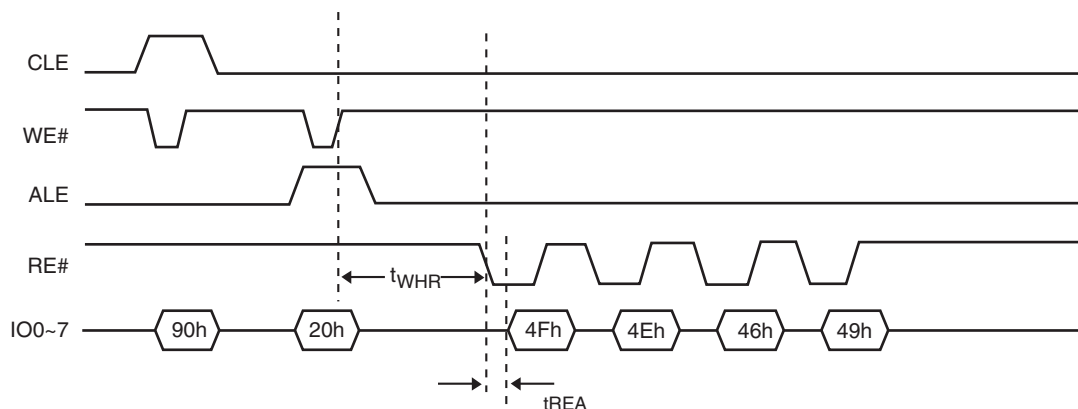 CLE
WE#
ALE
RE#
tWHR
IO0~7 90h 20h 4Fh 4Eh 46h 49h
tREA